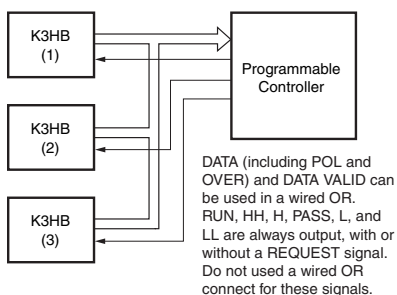 K3HB
(1)
Programmable
Controller
K3HB
(2)
K3HB
(3)
DATA (including POL and
OVER) and DATA VALID can
be used in a wired OR.
RUN, HH, H, PASS, L, and
LL are always output, with or
without a REQUEST signal.
Do not used a wired OR
connect for these signals.